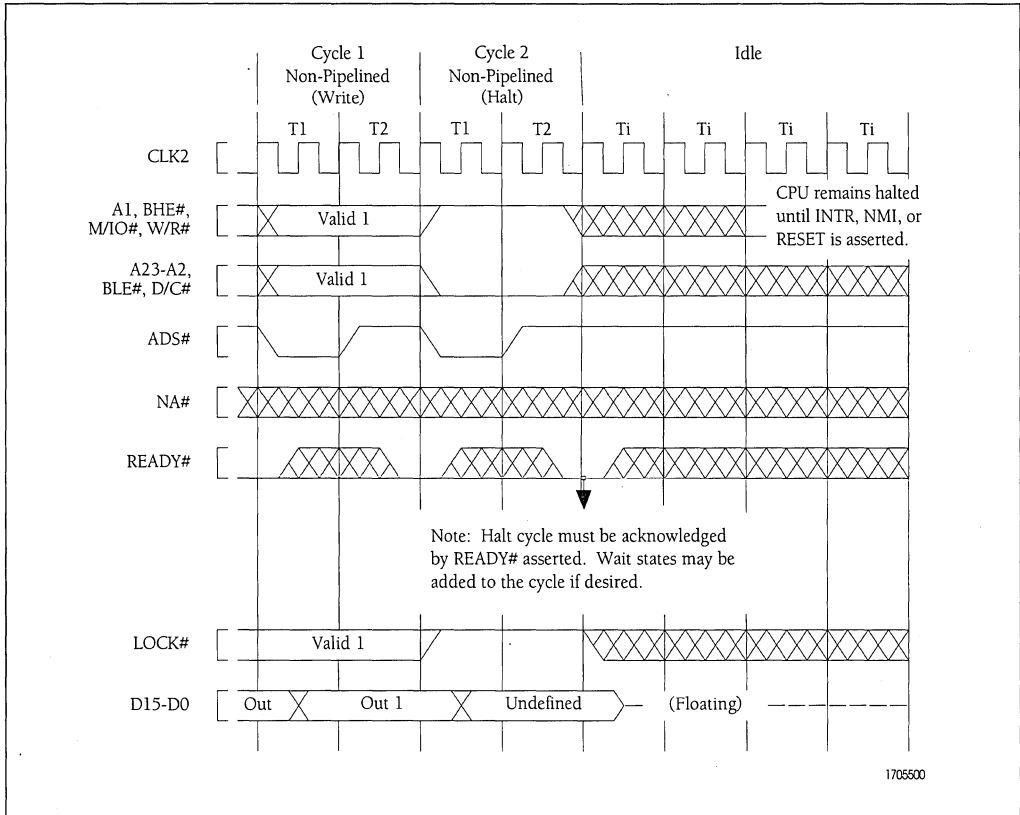 Cycle 1
Non-Pipelined
(Write)
Cycle 2
Non-Pipelined
(Halt)
Idle
T1 T2 T1 T2 Ti Ti Ti Ti
CLK2
A1, BHE#,
M/IO#, W/R#
Valid 1
CPU remains halted
until INTR, NMI, or
RESET is asserted.
A23-A2,
BLE#, D/C#
Valid 1
ADS#
NA#
READY#
Note: Halt cycle must be acknowledged
by READY# asserted. Wait states may be
added to the cycle if desired.
LOCK#
Valid 1
D15-D0
Out Out 1 Undefined (Floating)
1705500